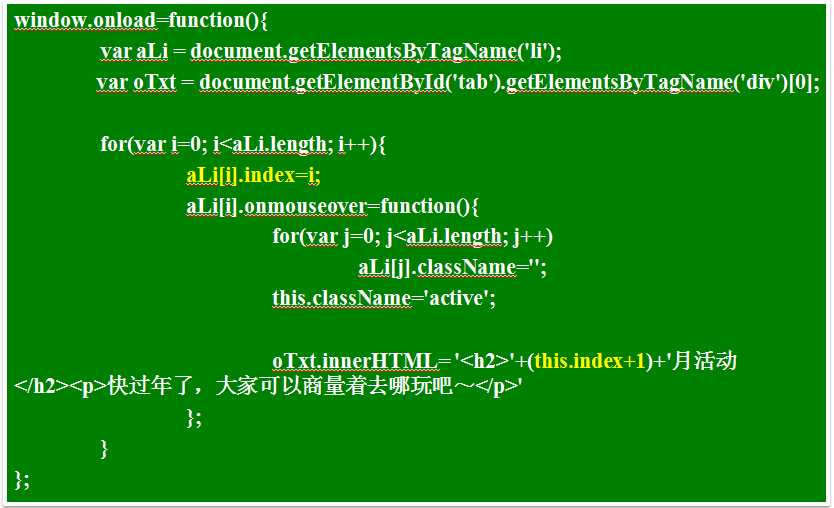 window.onload=function(){
var aLi = document.getElementsByTagName('li');
var oTxt = document.getElementById('tab').getElementsByTagName('div')[0];
for(var i=0; i<aLi.length; i++){
aLi[i].index=i;
aLi[i].onmouseover=function(){
for(var j=0; j<aLi.length; j++)
aLi[j].className='';
this.className='active';
oTxt.innerHTML= '<h2>'+(this.index+1)+'月活动
</h2><p>快过年了，大家可以商量着去哪玩吧～</p>'
};
}
};